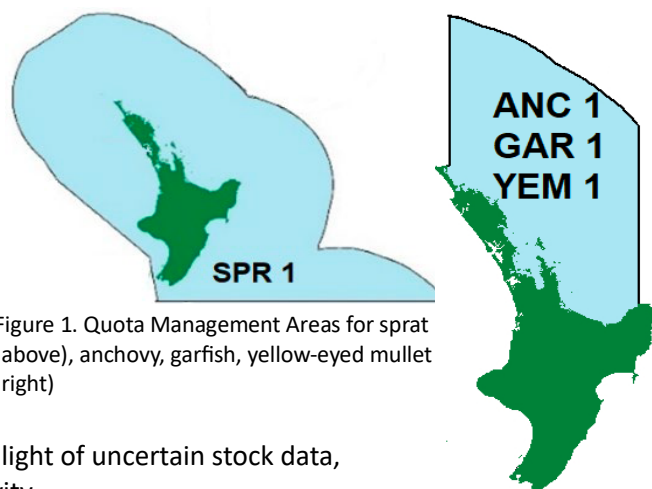 ANC 1
GAR 1
YEM 1
SPR 1
Figure 1. Quota Management Areas for sprat
above), anchovy, garfish, yellow-eyed mullet
right)
light of uncertain stock data,